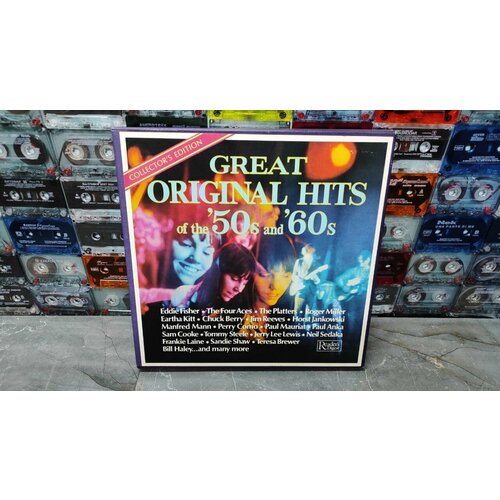 COLLECTOR'S EDITION
GREAT
ORIGINAL HITS
of the '50s and '60s
Eddie Fisher • The Four Aces • The Platters • Roger Miller
Eartha Kitt • Chuck Berry • Jim Reeves • Horst Jankowski
Manfred Mann • Perry Como • Paul Mauriat • Paul Anka
Sam Cooke • Tommy Steele • Jerry Lee Lewis • Neil Sedaka
Frankie Laine • Sandie Shaw • Teresa Brewer
Bill Haley...and many more
Reader's
Digest